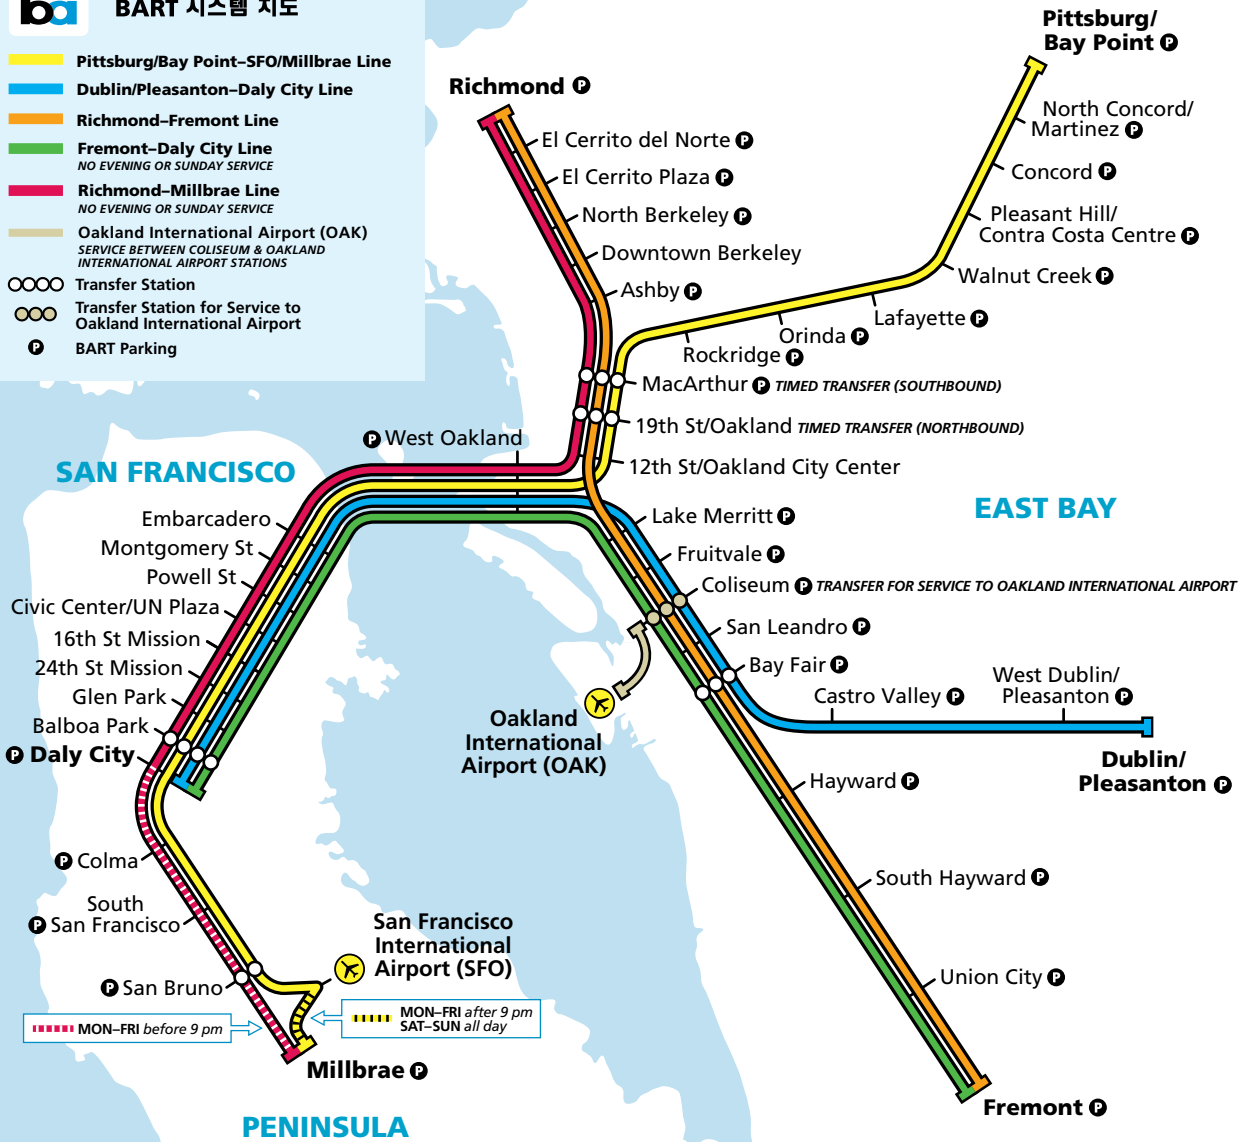 ba
BART 시스템 지도
Pittsburg/Bay Point–SFO/Millbrae Line
Dublin/Pleasanton–Daly City Line
Richmond–Fremont Line
Fremont–Daly City Line
NO EVENING OR SUNDAY SERVICE
Richmond–Millbrae Line
NO EVENING OR SUNDAY SERVICE
Oakland International Airport (OAK)
SERVICE BETWEEN COLISEUM & OAKLAND
INTERNATIONAL AIRPORT STATIONS
Transfer Station
Transfer Station for Service to
Oakland International Airport
P BART Parking
Pittsburg/
Bay Point P
Richmond P
North Concord/
Martinez P
El Cerrito del Norte P
Concord P
El Cerrito Plaza P
Pleasant Hill/
Contra Costa Centre P
North Berkeley P
Downtown Berkeley
Walnut Creek P
Ashby P
Lafayette P
Orinda P
Rockridge P
MacArthur P TIMED TRANSFER (SOUTHBOUND)
19th St/Oakland TIMED TRANSFER (NORTHBOUND)
P West Oakland
12th St/Oakland City Center
SAN FRANCISCO
EAST BAY
Embarcadero
Lake Merritt P
Montgomery St
Fruitvale P
Powell St
Coliseum P TRANSFER FOR SERVICE TO OAKLAND INTERNATIONAL AIRPORT
Civic Center/UN Plaza
San Leandro P
16th St Mission
24th St Mission
Bay Fair P
Glen Park
West Dublin/
Pleasanton P
Castro Valley P
Balboa Park
P Daly City
Oakland
International
Airport (OAK)
Dublin/
Pleasanton P
Hayward P
P Colma
South Hayward P
South
P San Francisco
San Francisco
International
Airport (SFO)
Union City P
P San Bruno
MON–FRI before 9 pm
MON–FRI after 9 pm
SAT–SUN all day
Millbrae P
Fremont P
PENINSULA